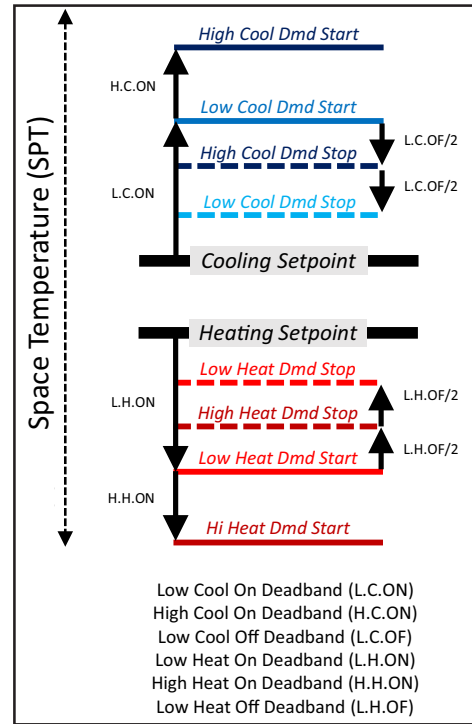 High Cool Dmd Start
H.C.ON
Low Cool Dmd Start
L.C.OF/2
High Cool Dmd Stop
L.C.OF/2
L.C.ON
Low Cool Dmd Stop
Cooling Setpoint
Space Temperature (SPT)
Heating Setpoint
Low Heat Dmd Stop
L.H.OF/2
L.H.ON
High Heat Dmd Stop
L.H.OF/2
Low Heat Dmd Start
H.H.ON
Hi Heat Dmd Start
Low Cool On Deadband (L.C.ON)
High Cool On Deadband (H.C.ON)
Low Cool Off Deadband (L.C.OF)
Low Heat On Deadband (L.H.ON)
High Heat On Deadband (H.H.ON)
Low Heat Off Deadband (L.H.OF)